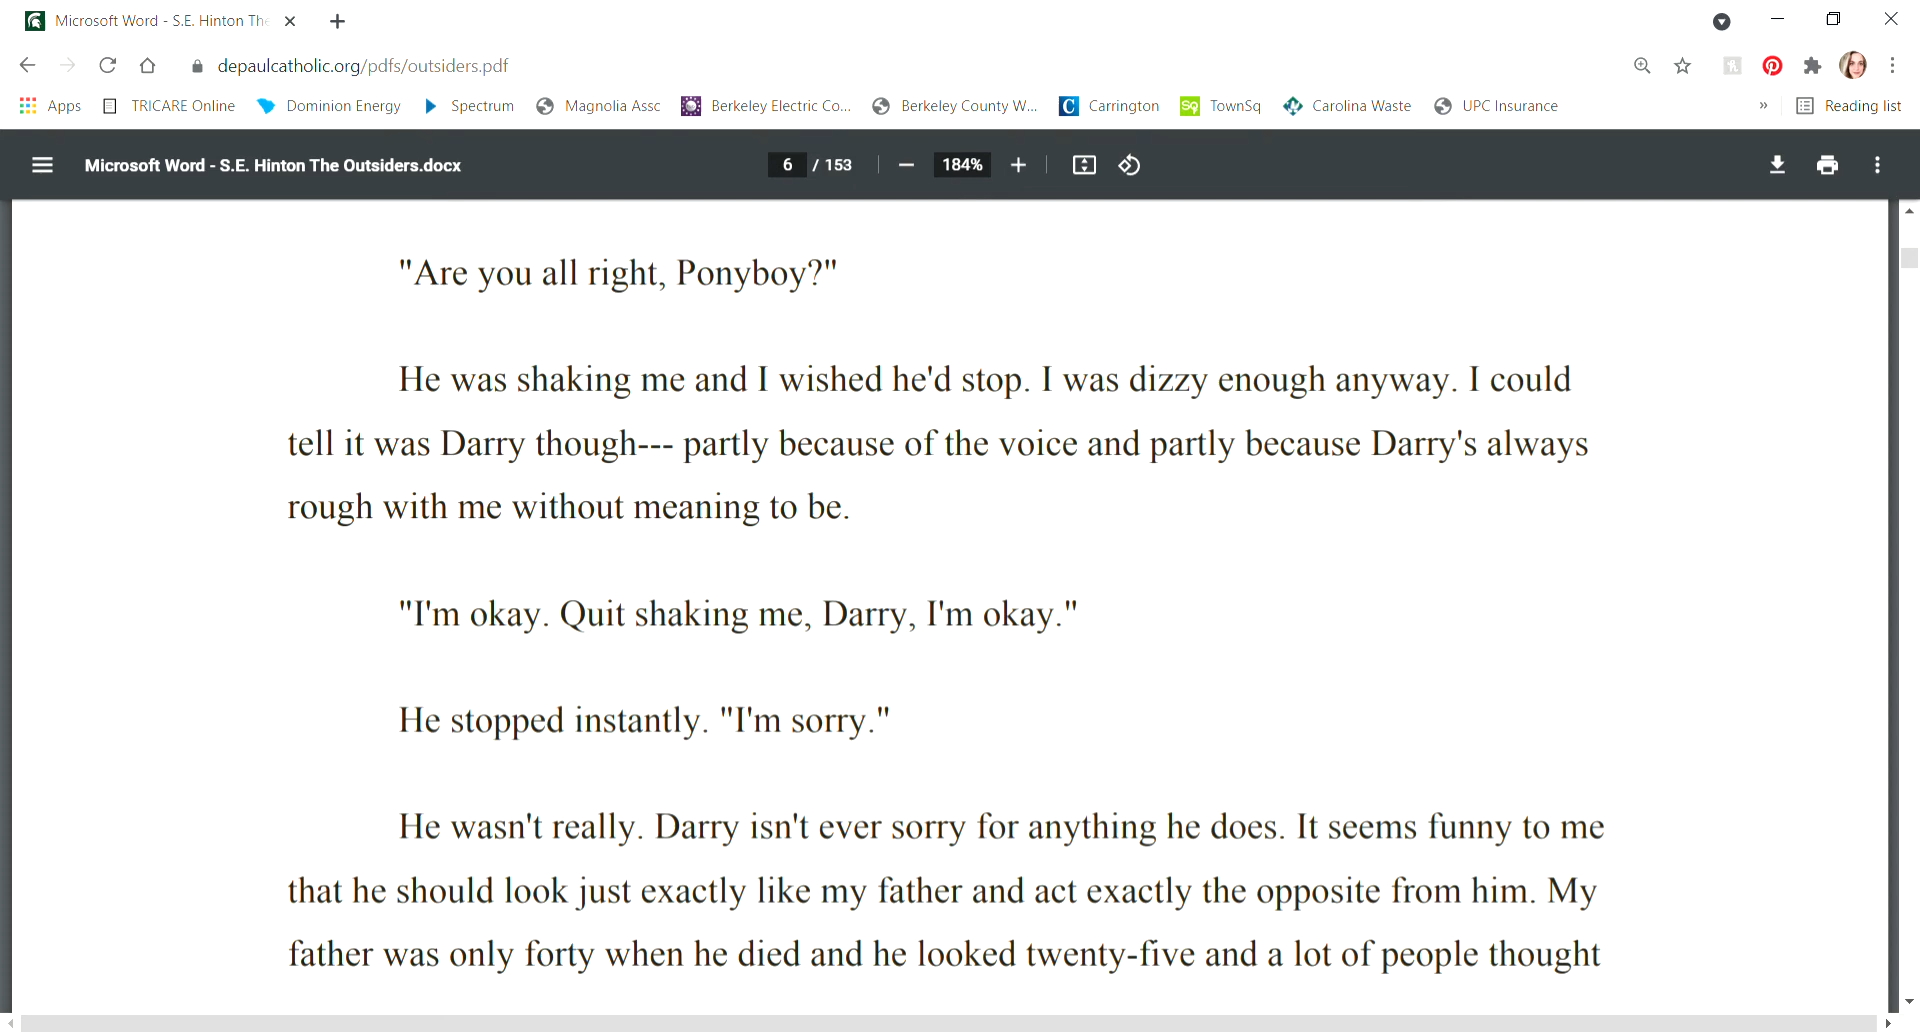 Microsoft Word - S.E. Hinton The
depaulcatholic.org/pdfs/outsiders.pdf
Apps TRICARE Online Dominion Energy Spectrum Magnolia Assc Berkeley Electric Co... Berkeley County W... C Carrington Sq TownSq Carolina Waste UPC Insurance » Reading list
Microsoft Word - S.E. Hinton The Outsiders.docx 6 / 153 184%
"Are you all right, Ponyboy?"
He was shaking me and I wished he'd stop. I was dizzy enough anyway. I could
tell it was Darry though--- partly because of the voice and partly because Darry's always
rough with me without meaning to be.
"I'm okay. Quit shaking me, Darry, I'm okay."
He stopped instantly. "I'm sorry."
He wasn't really. Darry isn't ever sorry for anything he does. It seems funny to me
that he should look just exactly like my father and act exactly the opposite from him. My
father was only forty when he died and he looked twenty-five and a lot of people thought